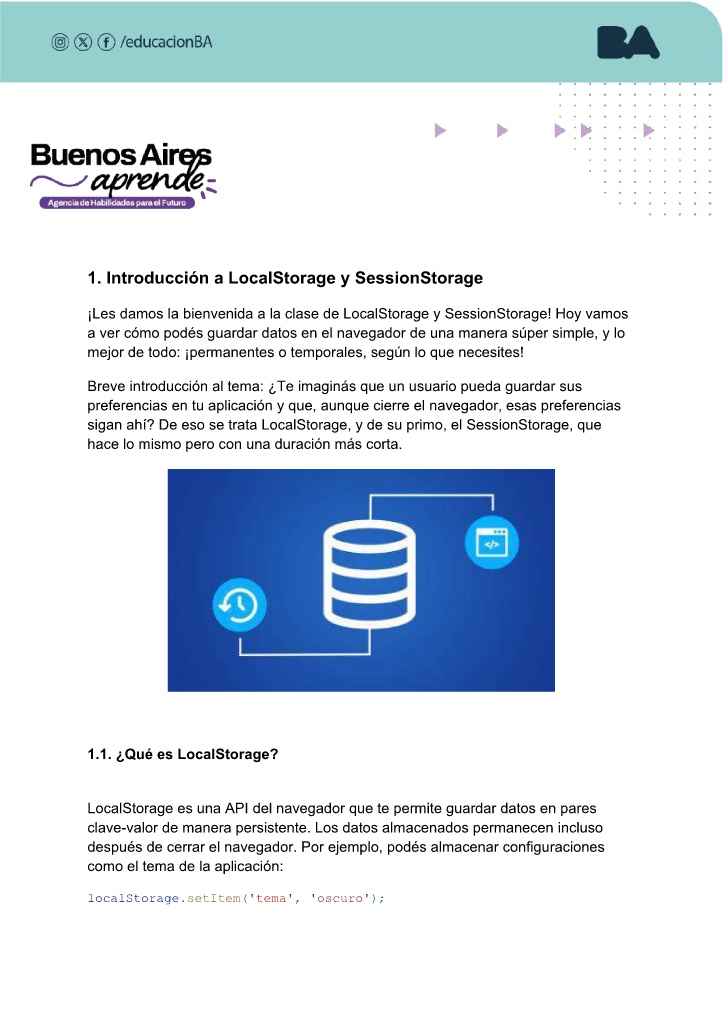 /educacionBA
BA
Buenos Aires
aprende
Agencia de Habilidades para el Futuro
1. Introducción a LocalStorage y SessionStorage
¡Les damos la bienvenida a la clase de LocalStorage y SessionStorage! Hoy vamos
a ver cómo podés guardar datos en el navegador de una manera súper simple, y lo
mejor de todo: ¡permanentes o temporales, según lo que necesites!
Breve introducción al tema: ¿Te imaginás que un usuario pueda guardar sus
preferencias en tu aplicación y que, aunque cierre el navegador, esas preferencias
sigan ahí? De eso se trata LocalStorage, y de su primo, el SessionStorage, que
hace lo mismo pero con una duración más corta.
</>
1.1. ¿Qué es LocalStorage?
LocalStorage es una API del navegador que te permite guardar datos en pares
clave-valor de manera persistente. Los datos almacenados permanecen incluso
después de cerrar el navegador. Por ejemplo, podés almacenar configuraciones
como el tema de la aplicación:
localStorage.setItem('tema', 'oscuro');